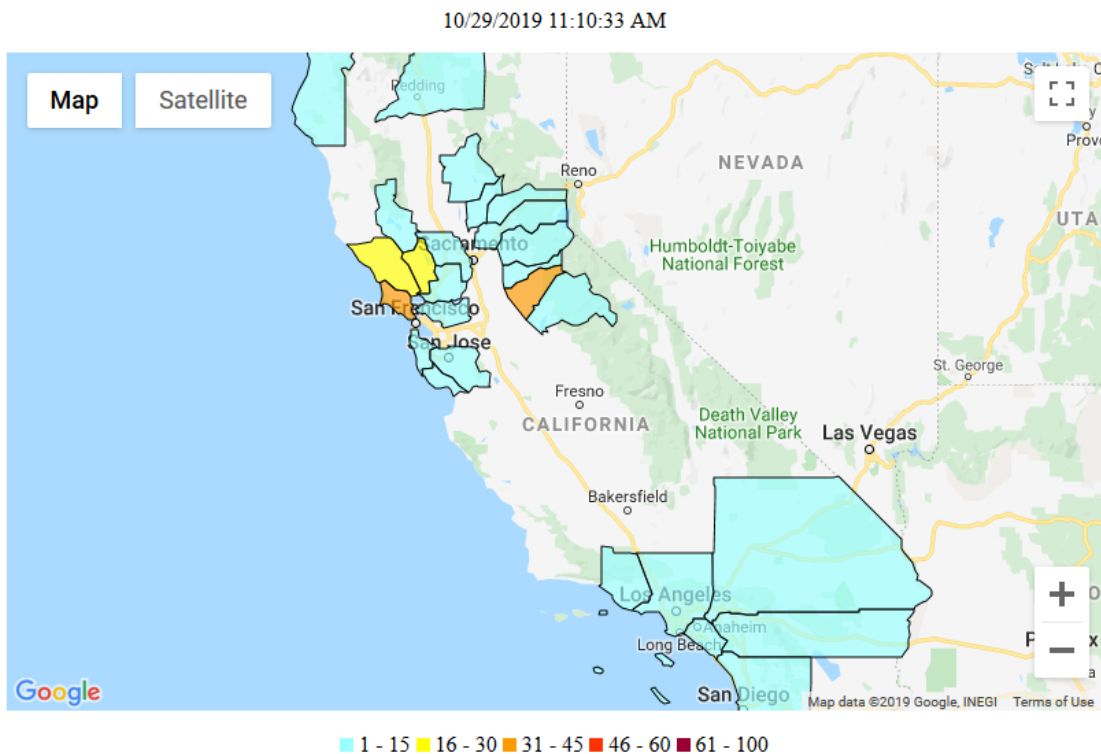 10/29/2019 11:10:33 AM
Map
Satellite
Redding
Reno
NEVADA
Prov
UTA
Sacramento
Humboldt-Toiyabe
National Forest
San Francisco
San Jose
St. George
Fresno
CALIFORNIA
Death Valley
National Park
Las Vegas
Bakersfield
Los Angeles
Anaheim
Long Beach
San Diego
Google
Map data ©2019 Google, INEGI
Terms of Use
1 - 15 16 - 30 31 - 45 46 - 60 61 - 100